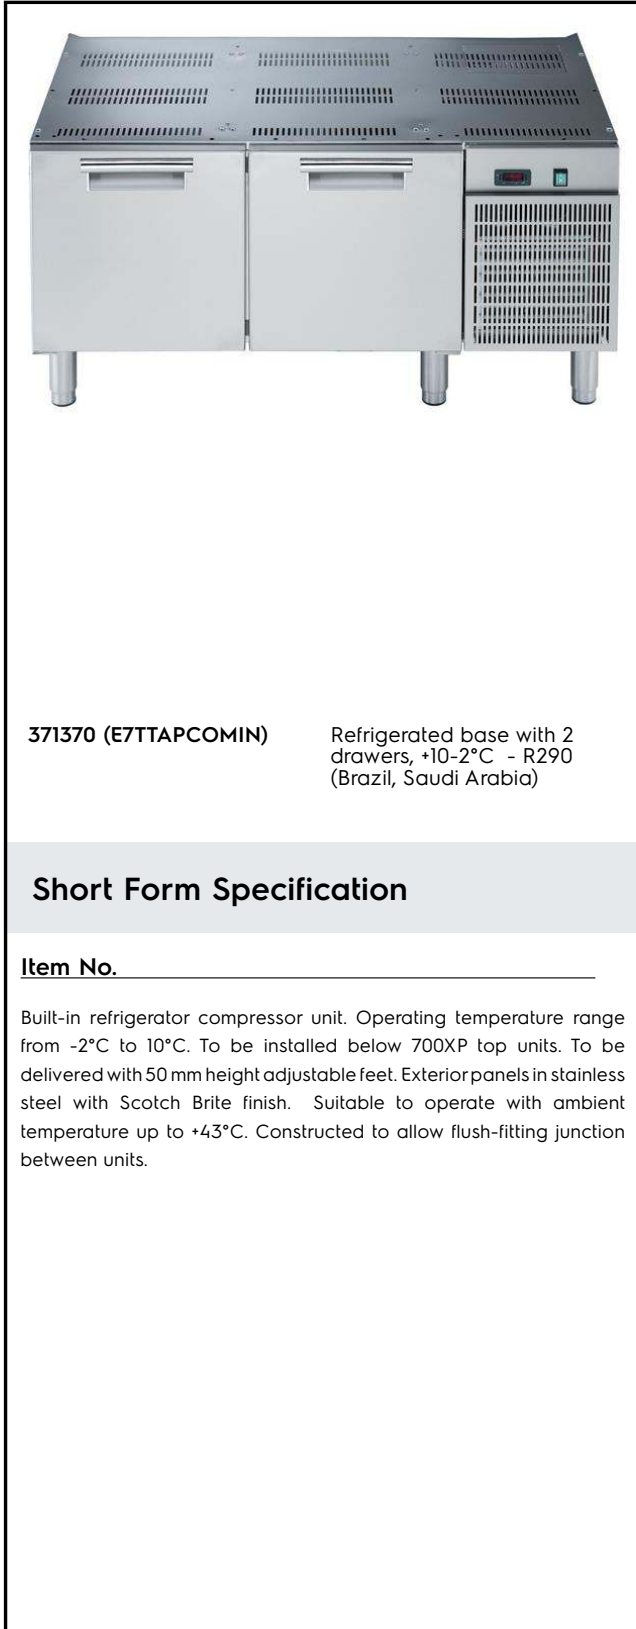 371370 (E7TTAPCOMIN)
Refrigerated base with 2
drawers, +10-2°C - R290
(Brazil, Saudi Arabia)
Short Form Specification
Item No.
Built-in refrigerator compressor unit. Operating temperature range
from -2°C to 10°C. To be installed below 700XP top units. To be
delivered with 50 mm height adjustable feet. Exterior panels in stainless
steel with Scotch Brite finish. Suitable to operate with ambient
temperature up to +43°C. Constructed to allow flush-fitting junction
between units.